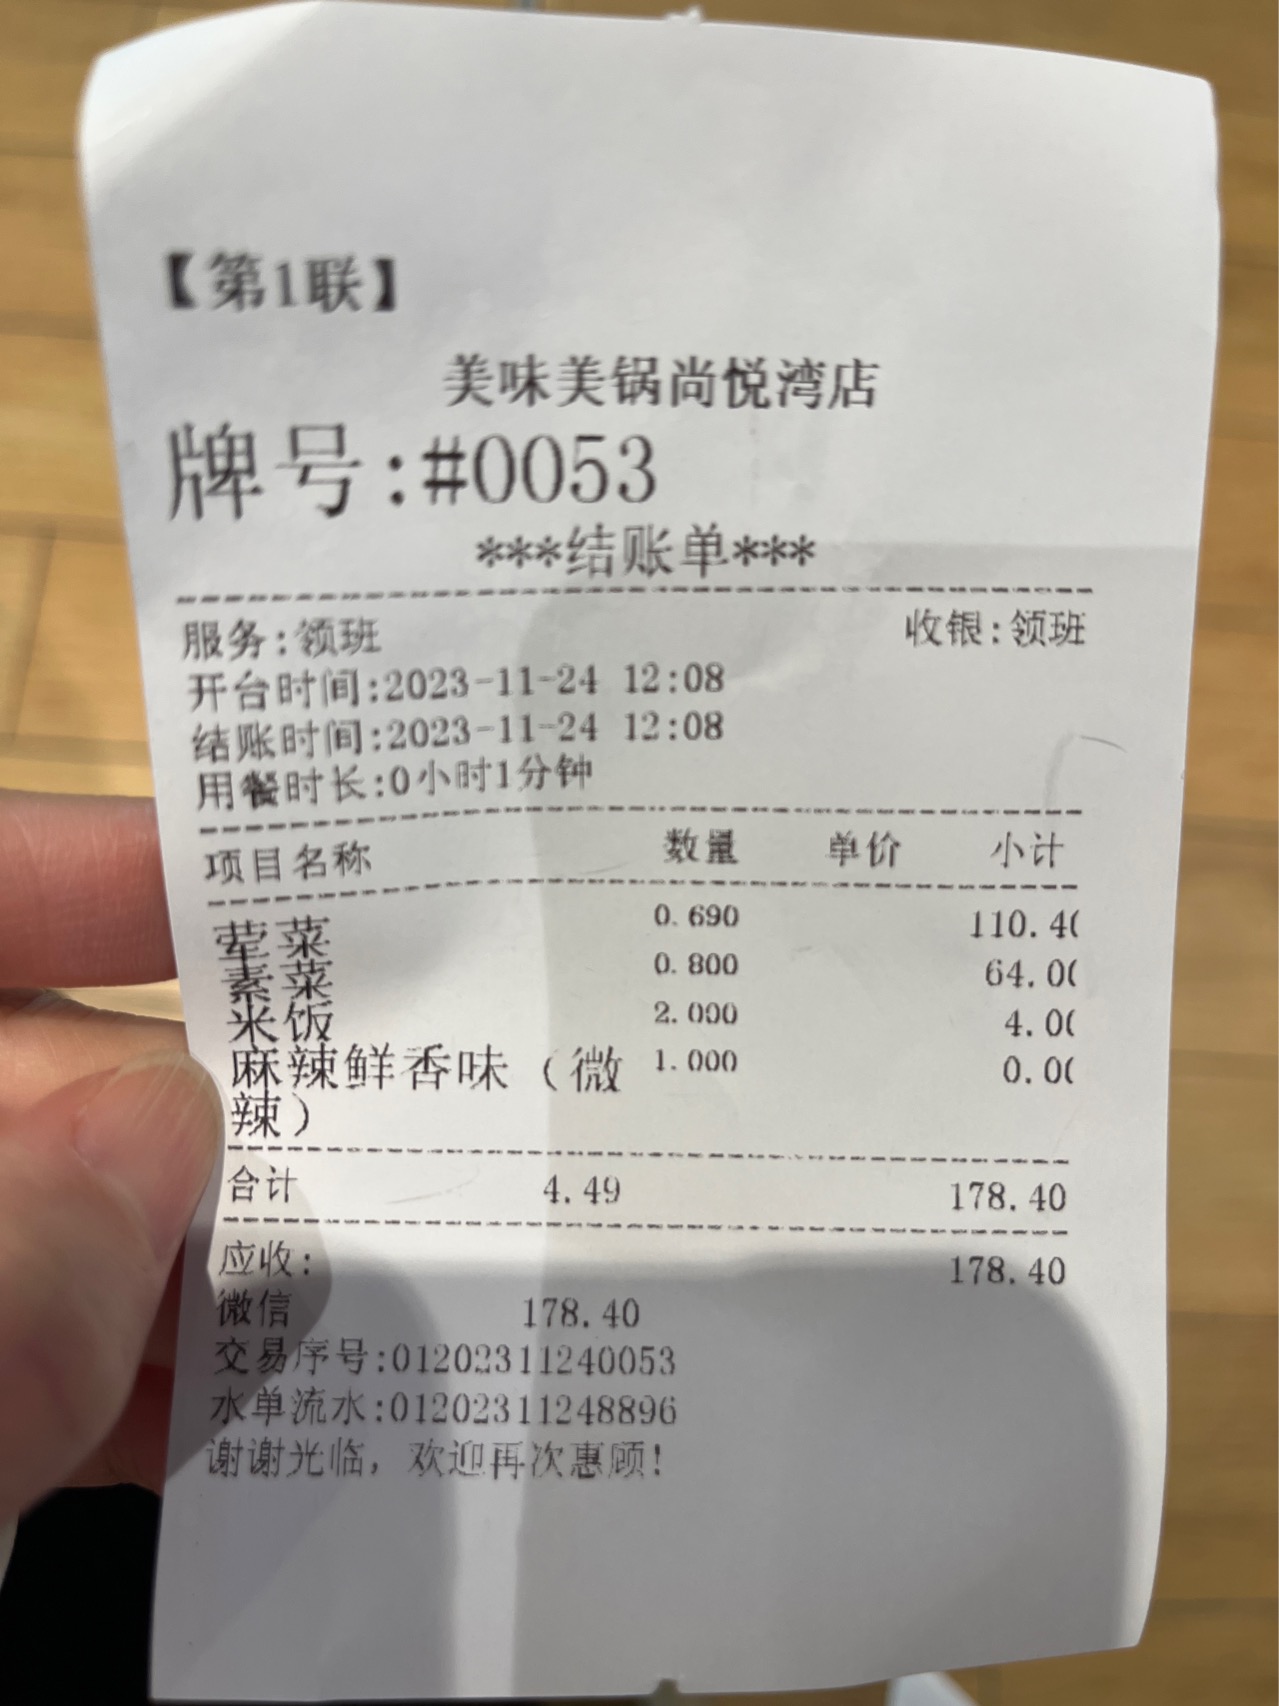 【第1联】
美味美锅尚悦湾店
牌号:#0053
***结账单***
服务:领班 收银:领班
开台时间:2023-11-24 12:08
结账时间:2023-11-24 12:08
用餐时长:0小时1分钟
项目名称 数量 单价 小计
荤菜 0.690 110.40
素菜 0.800 64.00
米饭 2.000 4.00
麻辣鲜香味（微 1.000 0.00
辣）
合计 4.49 178.40
应收: 178.40
微信 178.40
交易序号:01202311240053
水单流水:01202311248896
谢谢光临，欢迎再次惠顾!